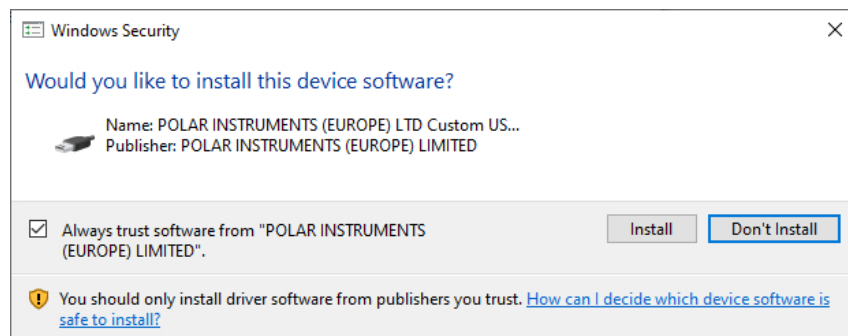 Windows Security
Would you like to install this device software?
Name: POLAR INSTRUMENTS (EUROPE) LTD Custom US...
Publisher: POLAR INSTRUMENTS (EUROPE) LIMITED
Always trust software from "POLAR INSTRUMENTS
(EUROPE) LIMITED".
Install
Don't Install
You should only install driver software from publishers you trust. How can I decide which device software is
safe to install?